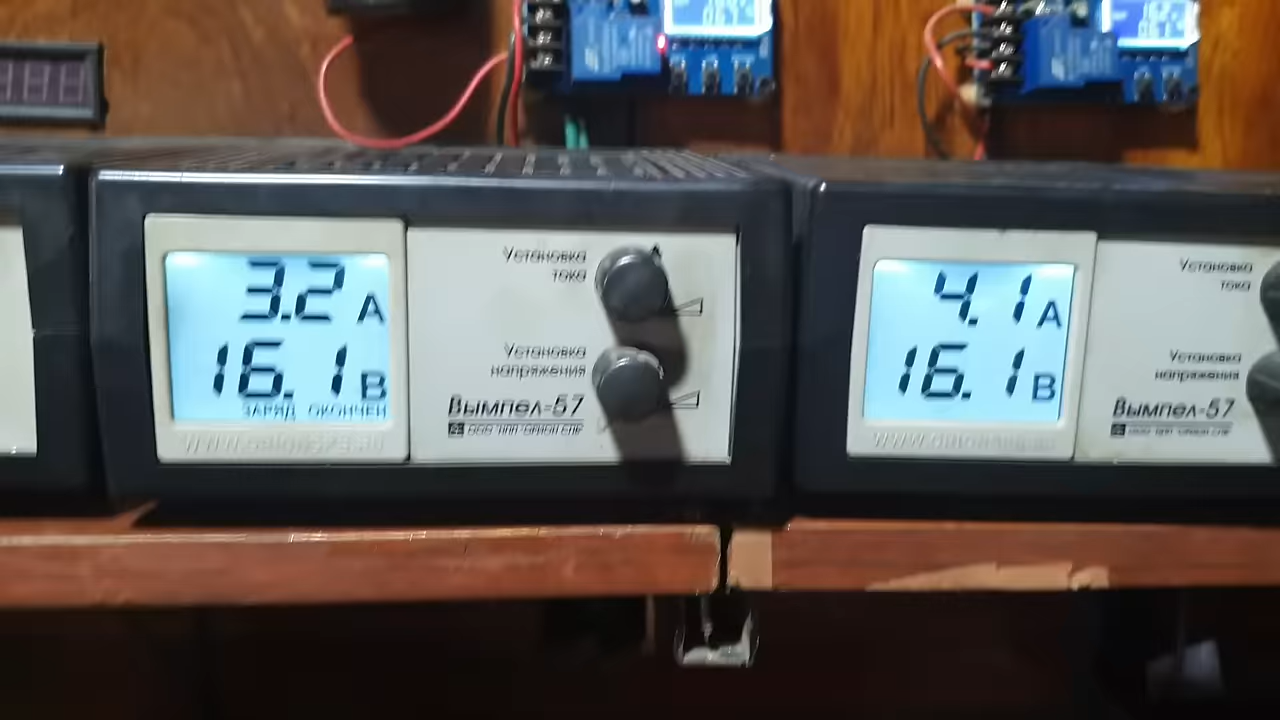 3.2 А
16.1 В
ЗАРЯД ОКОНЧЕН
Установка
тока
Установка
напряжения
Вымпел-57
4.1 А
16.1 В
Установка
тока
Установка
напряжения
Вымпел-57